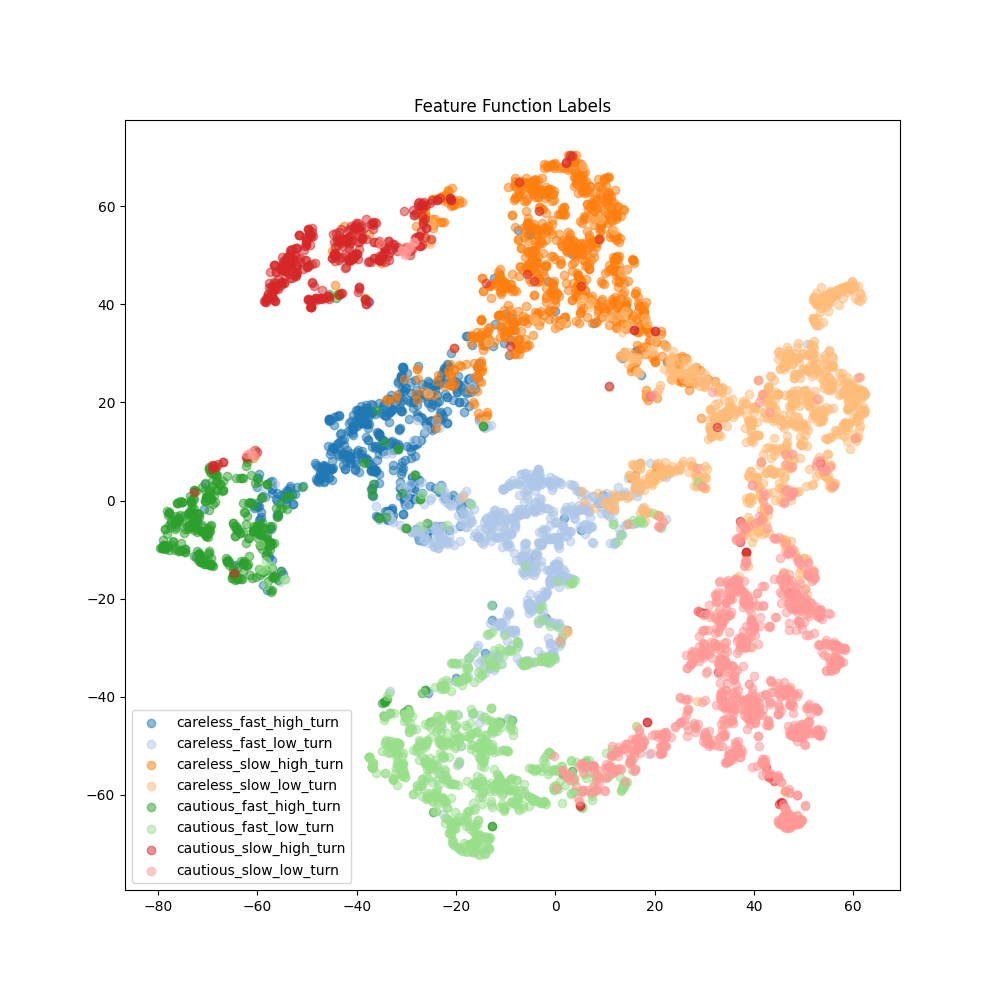 Feature Function Labels
60
40
20
0
−20
−40
−60
careless_fast_high_turn
careless_fast_low_turn
careless_slow_high_turn
careless_slow_low_turn
cautious_fast_high_turn
cautious_fast_low_turn
cautious_slow_high_turn
cautious_slow_low_turn
−80 −60 −40 −20 0 20 40 60